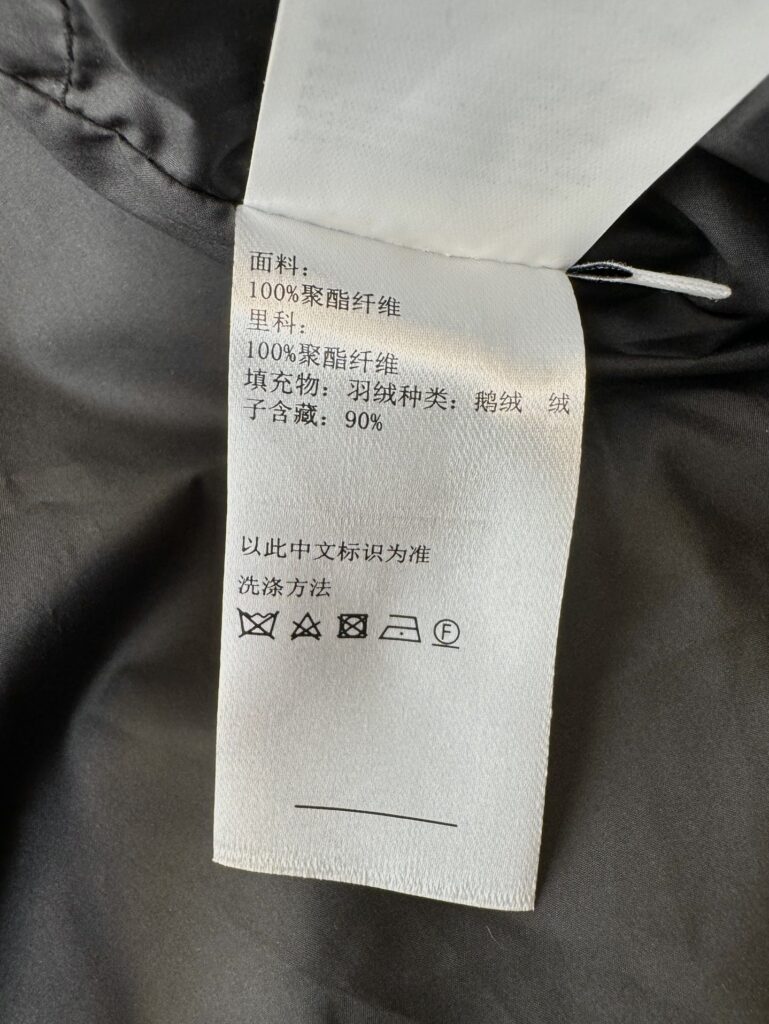 面料：
100%聚酯纤维
里科：
100%聚酯纤维
填充物：羽绒种类：鹅绒 绒
子含藏：90%
以此中文标识为准
洗涤方法
F